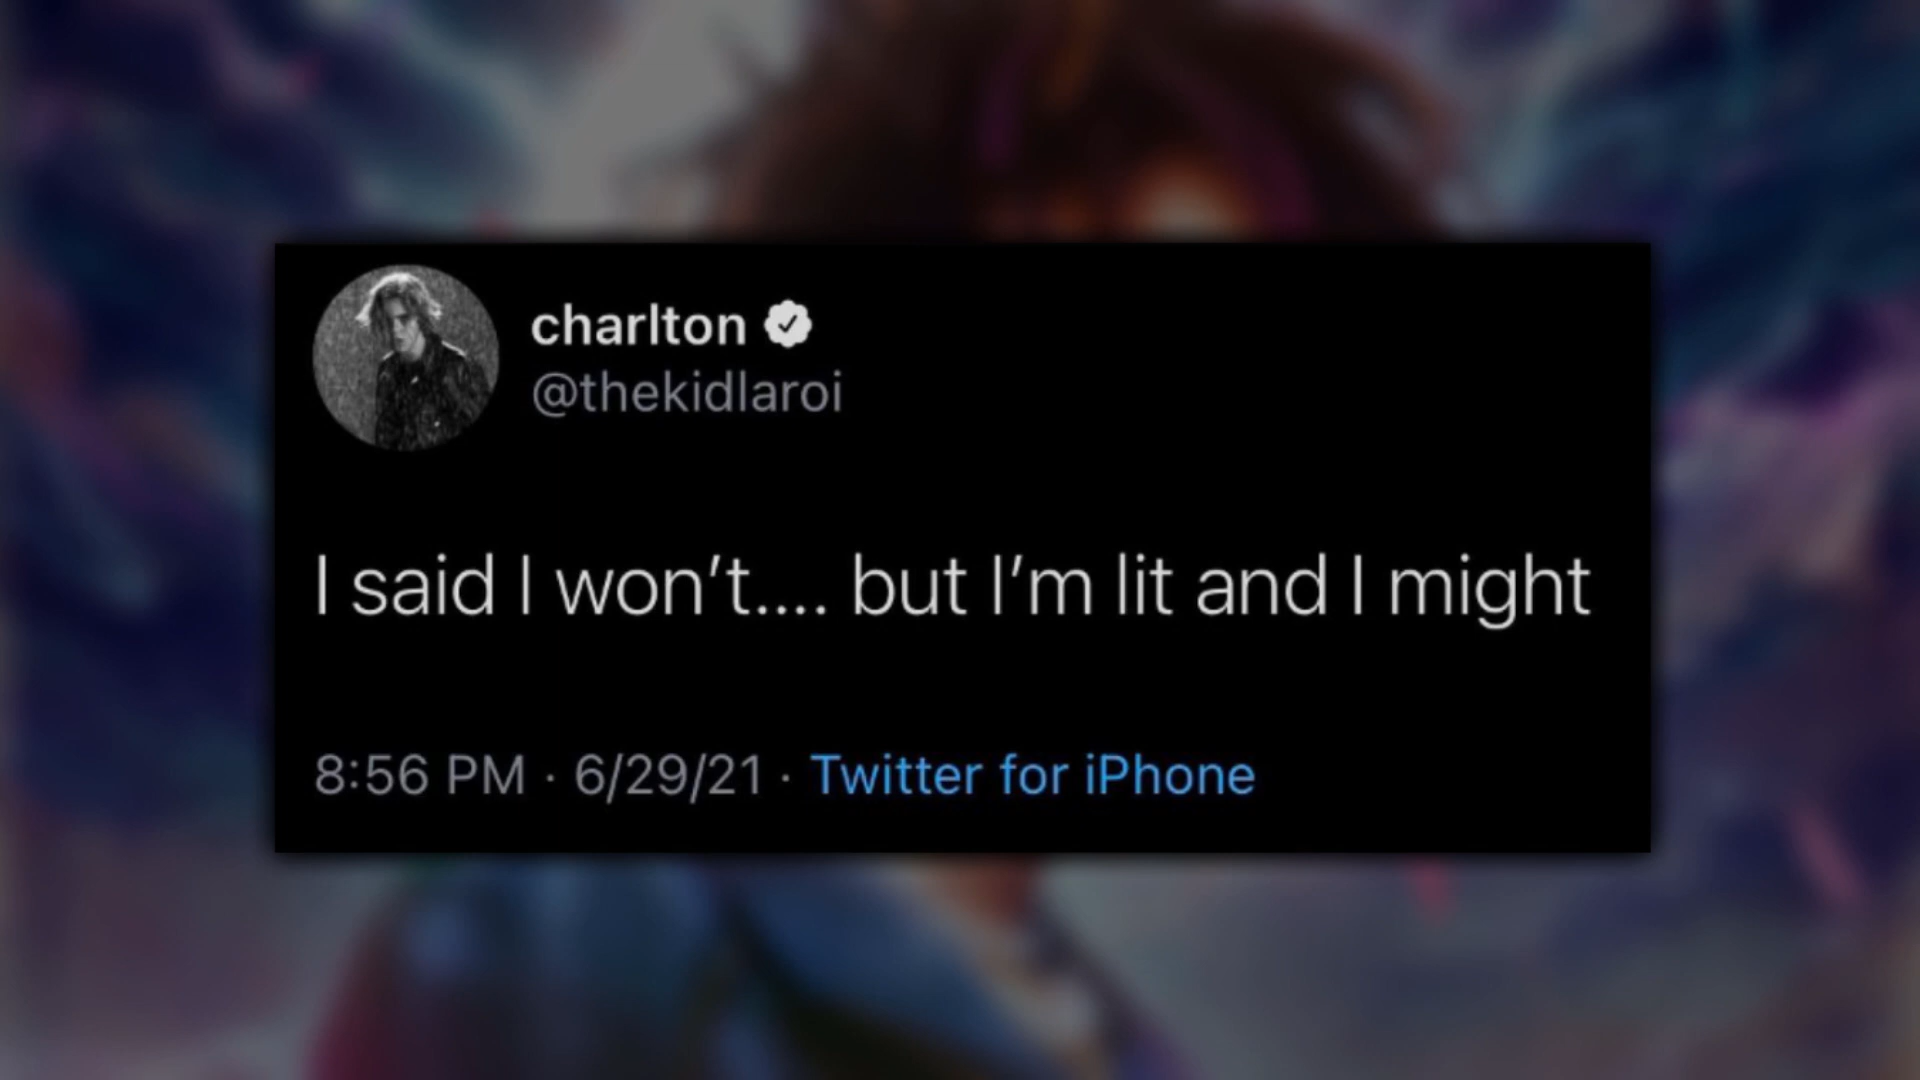 charlton
@thekidlaroi
I said I won’t.... but I’m lit and I might
8:56 PM · 6/29/21 · Twitter for iPhone